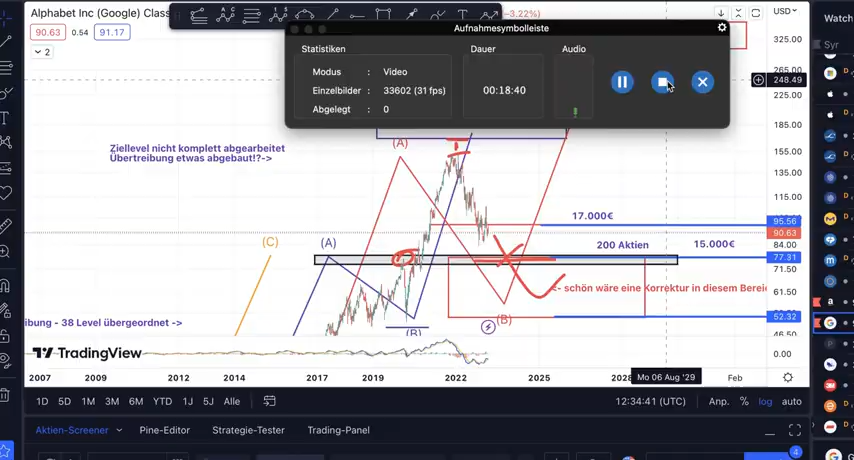 Alphabet Inc (Google) Class
−3.22%)
USD
Watch
90.63
0.54
91.17
2
Syr
Aufnahmesymbolleiste
Statistiken
Dauer
Audio
Modus : Video
Einzelbilder : 33602 (31 fps)
Abgelegt : 0
00:18:40
325.00
248.49
225.00
185.00
155.00
135.00
115.00
95.56
90.63
84.00
77.31
71.50
61.50
52.32
46.50
0.00
Ziellevel nicht komplett abgearbeitet
Übertreibung etwas abgebaut!?->
(A)
17.000€
(C)
(A)
200 Aktien
15.000€
<- schön wäre eine Korrektur in diesem Berei
(B)
(B)
ibung - 38 Level übergeordnet ->
TradingView
2007
2009
2012
2014
2017
2019
2022
2025
2028
Mo 06 Aug '29
Feb
1D
5D
1M
3M
6M
YTD
1J
5J
Alle
12:34:41 (UTC)
Anp.
%
log
auto
Aktien-Screener
Pine-Editor
Strategie-Tester
Trading-Panel
4